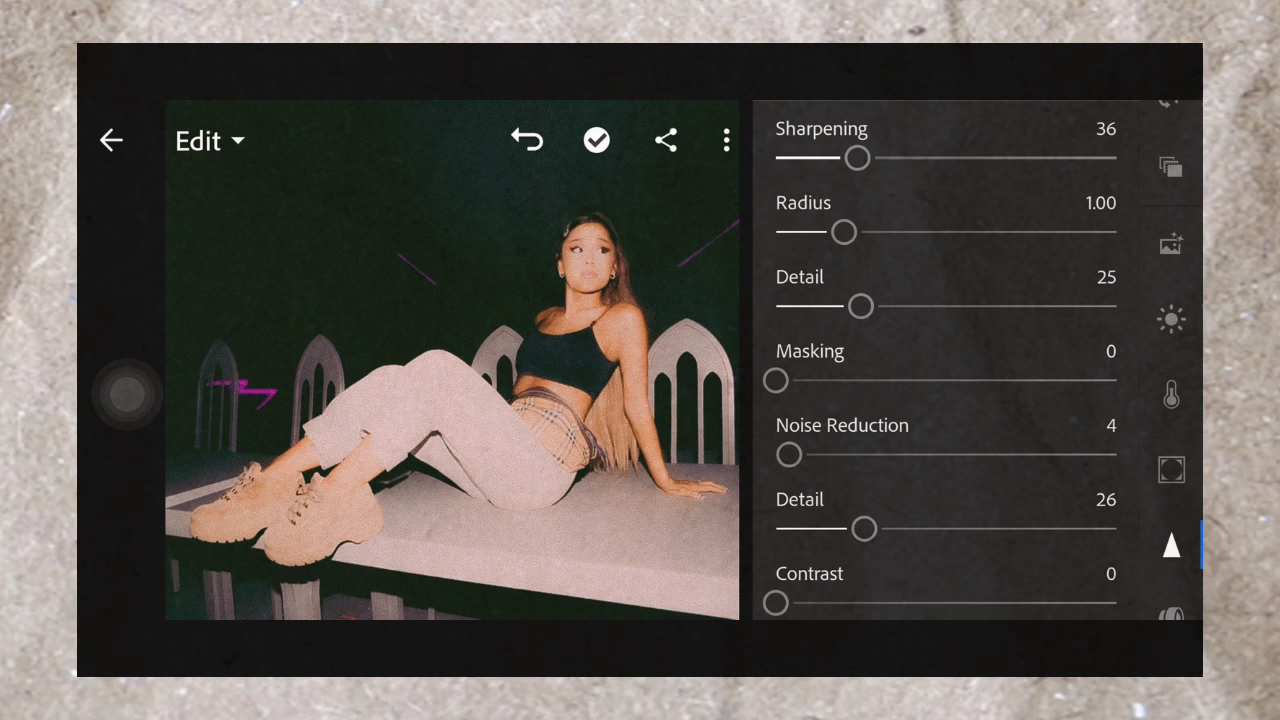 Edit
Sharpening 36
Radius 1.00
Detail 25
Masking 0
Noise Reduction 4
Detail 26
Contrast 0